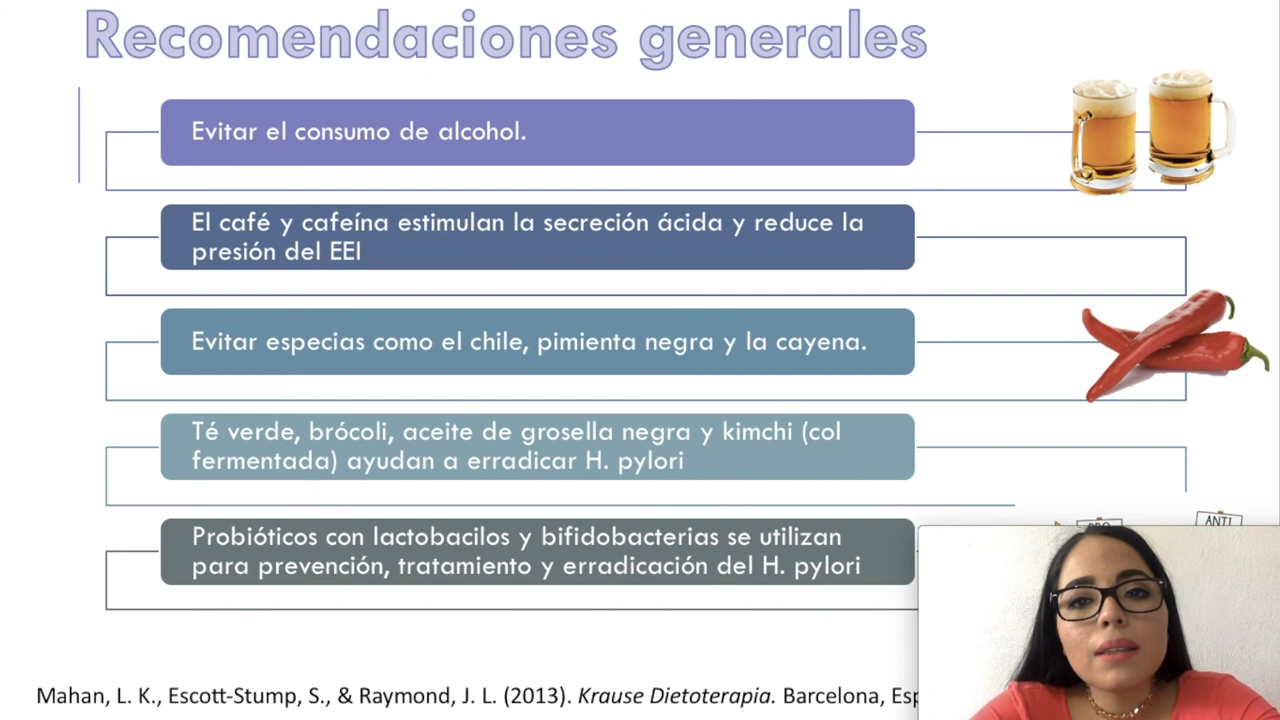 Recomendaciones generales
Evitar el consumo de alcohol.
El café y cafeína estimulan la secreción ácida y reduce la
presión del EEI
Evitar especias como el chile, pimienta negra y la cayena.
Té verde, brócoli, aceite de grosella negra y kimchi (col
fermentada) ayudan a erradicar H. pylori
Probióticos con lactobacilos y bifidobacterias se utilizan
para prevención, tratamiento y erradicación del H. pylori
ANTI
Mahan, L. K., Escott-Stump, S., & Raymond, J. L. (2013). Krause Dietoterapia. Barcelona,